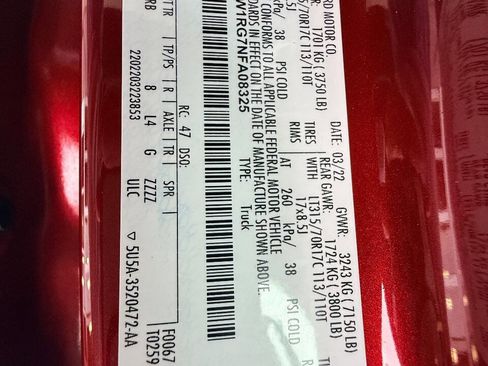 RD MOTOR CO. DATE: 03/22 GVWR: 3243 KG ( 7150 LB)
1701 KG ( 3750 LB) REAR GAWR: 1724 KG ( 3800 LB)
/70R17C 113/110T TIRES WITH LT315/70R17C 113/110T
5J RIMS 17x8.5J
kPa/ 38 PSI COLD AT 260 kPa/ 38 PSI COLD
CONFORMS TO ALL APPLICABLE FEDERAL MOTOR VEHICLE
DARDS IN EFFECT ON THE DATE OF MANUFACTURE SHOWN ABOVE.
W1RG7NFA08325 TYPE: Truck
RC: 47 DSO:
TTR TP/PS R AXLE TR SPR F0067
RB 8 L4 G ZZZZ T0259
2202203223853 ULC ▽ 5U5A-3520472-AA